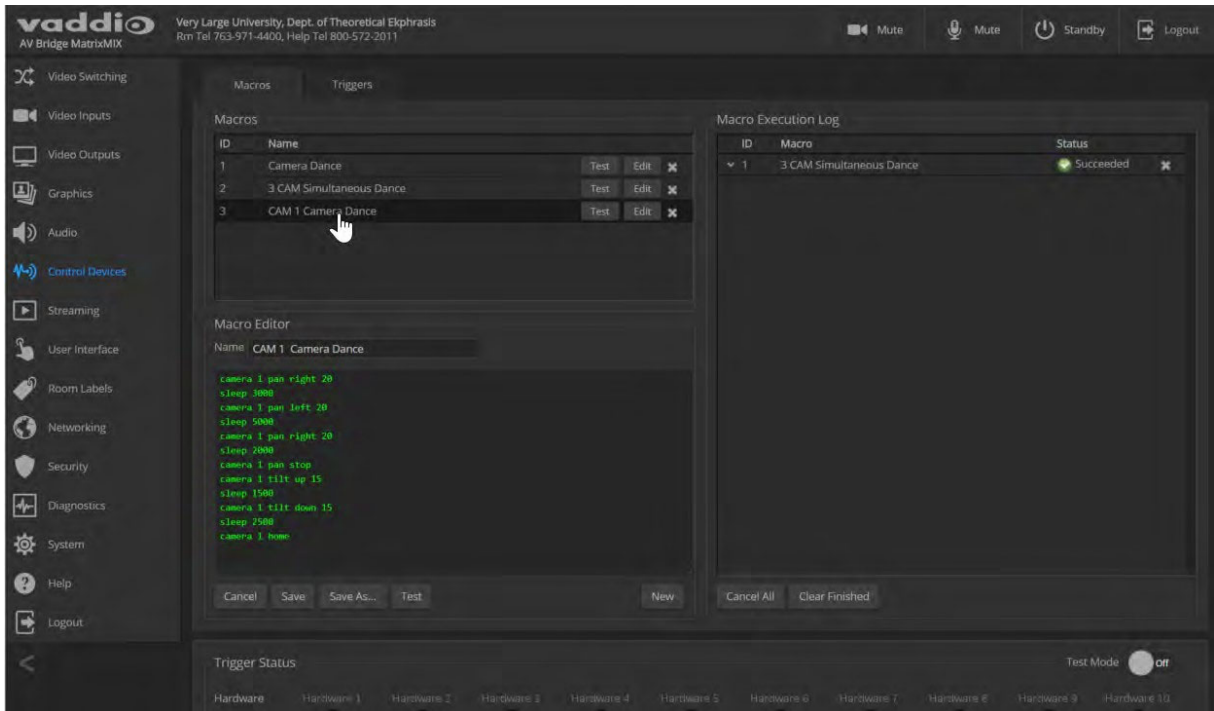 vaddio
AV Bridge MatrixMIX
Very Large University, Dept. of Theoretical Ekphrasis
Rm Tel 763-971-4400, Help Tel 800-572-2011
Mute
Mute
Standby
Logout
Video Switching
Video Inputs
Video Outputs
Graphics
Audio
Control Devices
Streaming
User Interface
Room Labels
Networking
Security
Diagnostics
System
Help
Logout
Macros Triggers
Macros
ID Name
1 Camera Dance Test Edit
2 3 CAM Simultaneous Dance Test Edit
3 CAM 1 Camera Dance Test Edit
Macro Editor
Name CAM 1 Camera Dance
camera 1 pan right 20
sleep 3000
camera 1 pan left 20
sleep 5000
camera 1 pan right 20
sleep 2000
camera 1 pan stop
camera 1 tilt up 15
sleep 1500
camera 1 tilt down 15
sleep 2500
camera 1 home
Cancel Save Save As... Test New
Macro Execution Log
ID Macro Status
1 3 CAM Simultaneous Dance Succeeded
Cancel All Clear Finished
Trigger Status
Test Mode Off
Hardware Hardware 1 Hardware 2 Hardware 3 Hardware 4 Hardware 5 Hardware 6 Hardware 7 Hardware 8 Hardware 9 Hardware 10